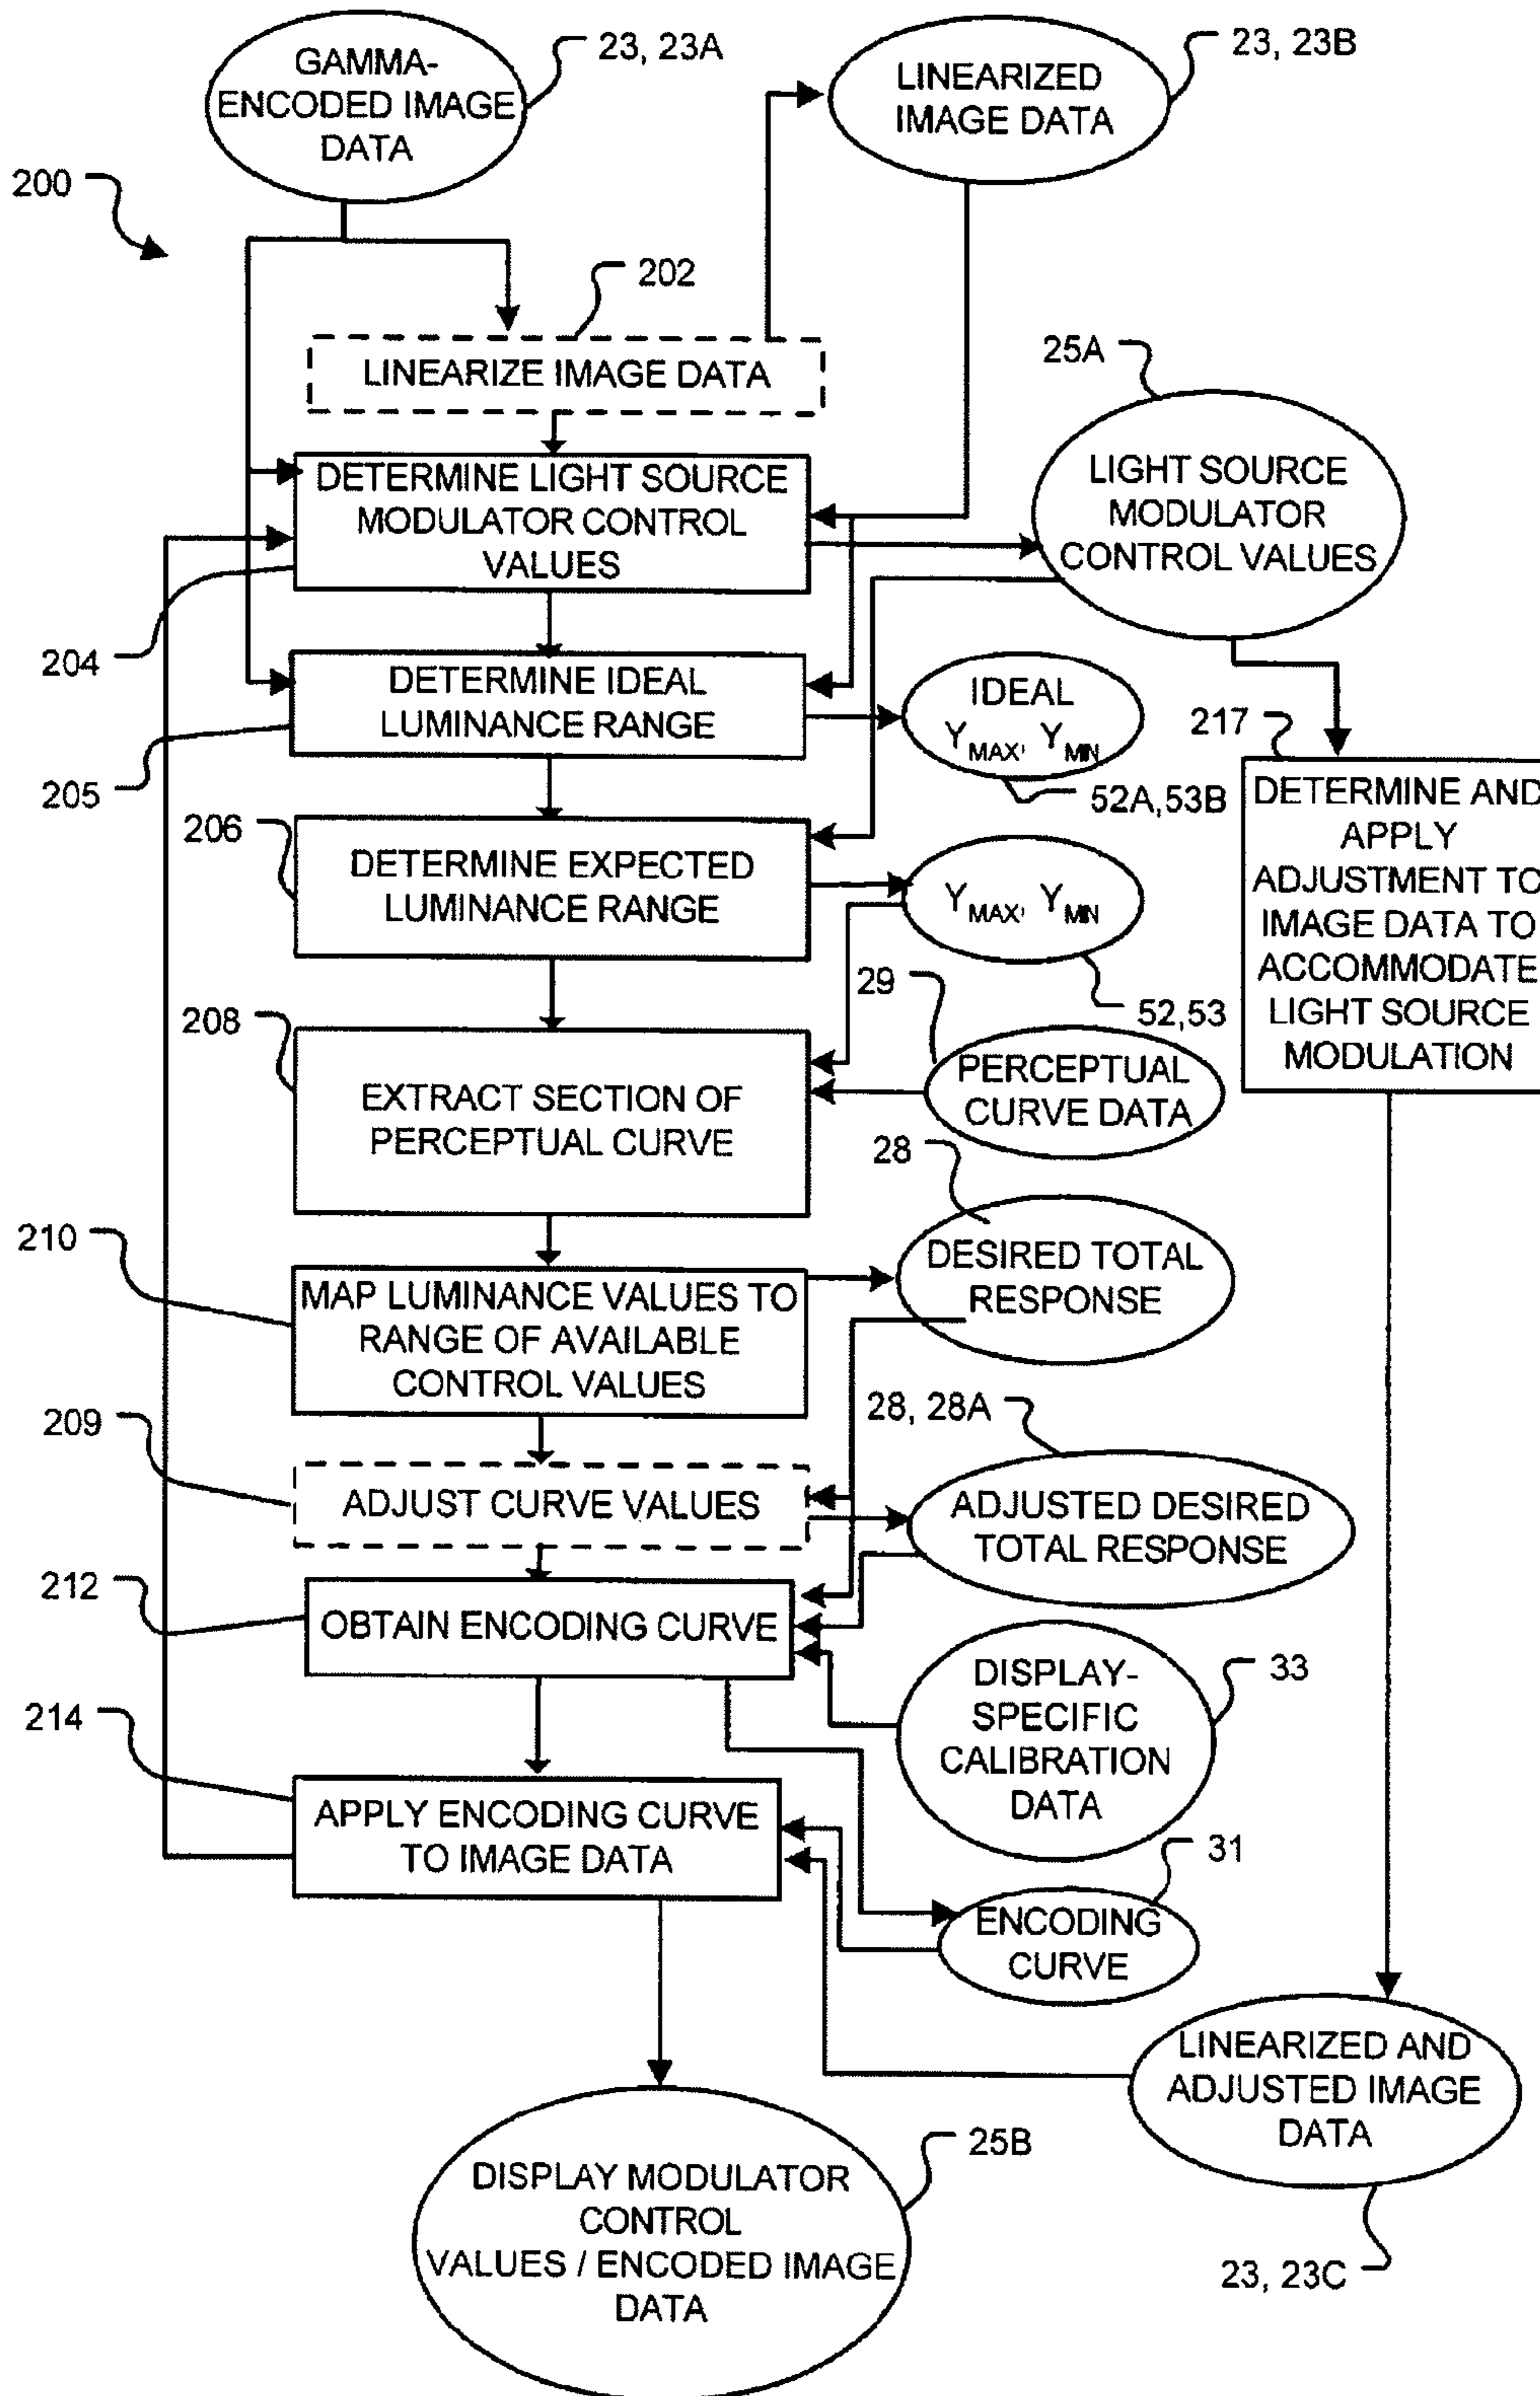 GAMMA-
ENCODED IMAGE
DATA
23, 23A
LINEARIZED
IMAGE DATA
23, 23B
200
202
LINEARIZE IMAGE DATA
25A
DETERMINE LIGHT SOURCE
MODULATOR CONTROL
VALUES
LIGHT SOURCE
MODULATOR
CONTROL VALUES
204
DETERMINE IDEAL
LUMINANCE RANGE
IDEAL
YMAX, YMIN
205
52A,53B
217
DETERMINE AND
APPLY
ADJUSTMENT TO
IMAGE DATA TO
ACCOMMODATE
LIGHT SOURCE
MODULATION
206
DETERMINE EXPECTED
LUMINANCE RANGE
YMAX, YMIN
52,53
208
EXTRACT SECTION OF
PERCEPTUAL CURVE
29
PERCEPTUAL
CURVE DATA
28
210
MAP LUMINANCE VALUES TO
RANGE OF AVAILABLE
CONTROL VALUES
DESIRED TOTAL
RESPONSE
209
ADJUST CURVE VALUES
28, 28A
ADJUSTED DESIRED
TOTAL RESPONSE
212
OBTAIN ENCODING CURVE
DISPLAY-
SPECIFIC
CALIBRATION
DATA
33
214
APPLY ENCODING CURVE
TO IMAGE DATA
31
ENCODING
CURVE
LINEARIZED AND
ADJUSTED IMAGE
DATA
23, 23C
DISPLAY MODULATOR
CONTROL
VALUES / ENCODED IMAGE
DATA
25B